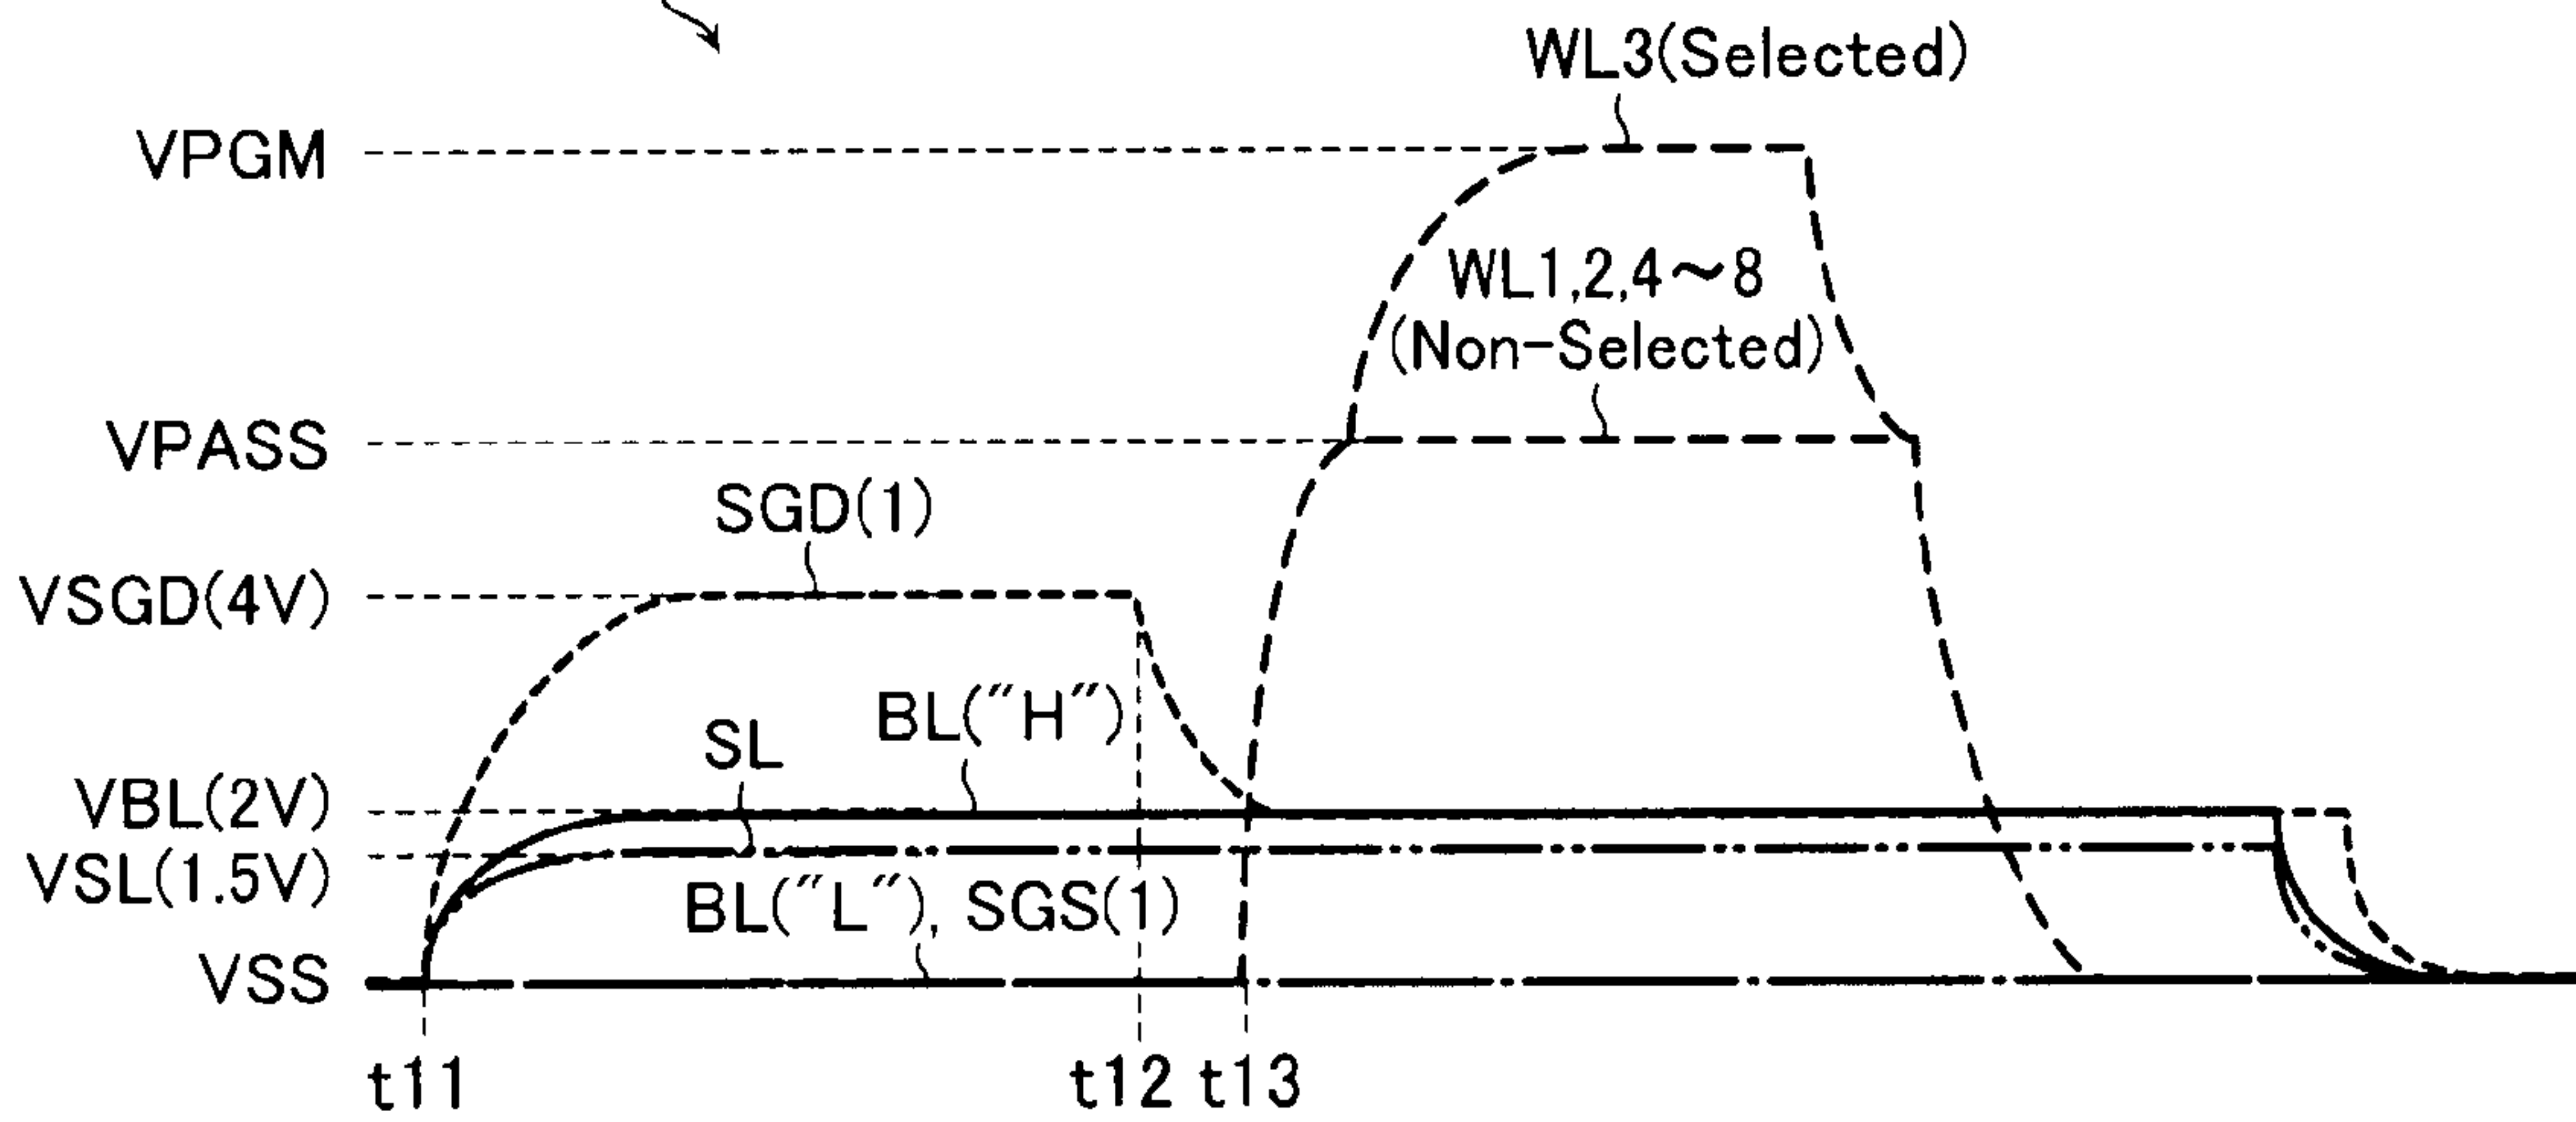 WL3(Selected)
VPGM
WL1,2,4～8
(Non-Selected)
VPASS
SGD(1)
VSGD(4V)
BL("H")
SL
VBL(2V)
VSL(1.5V)
BL("L"), SGS(1)
VSS
t11 t12 t13